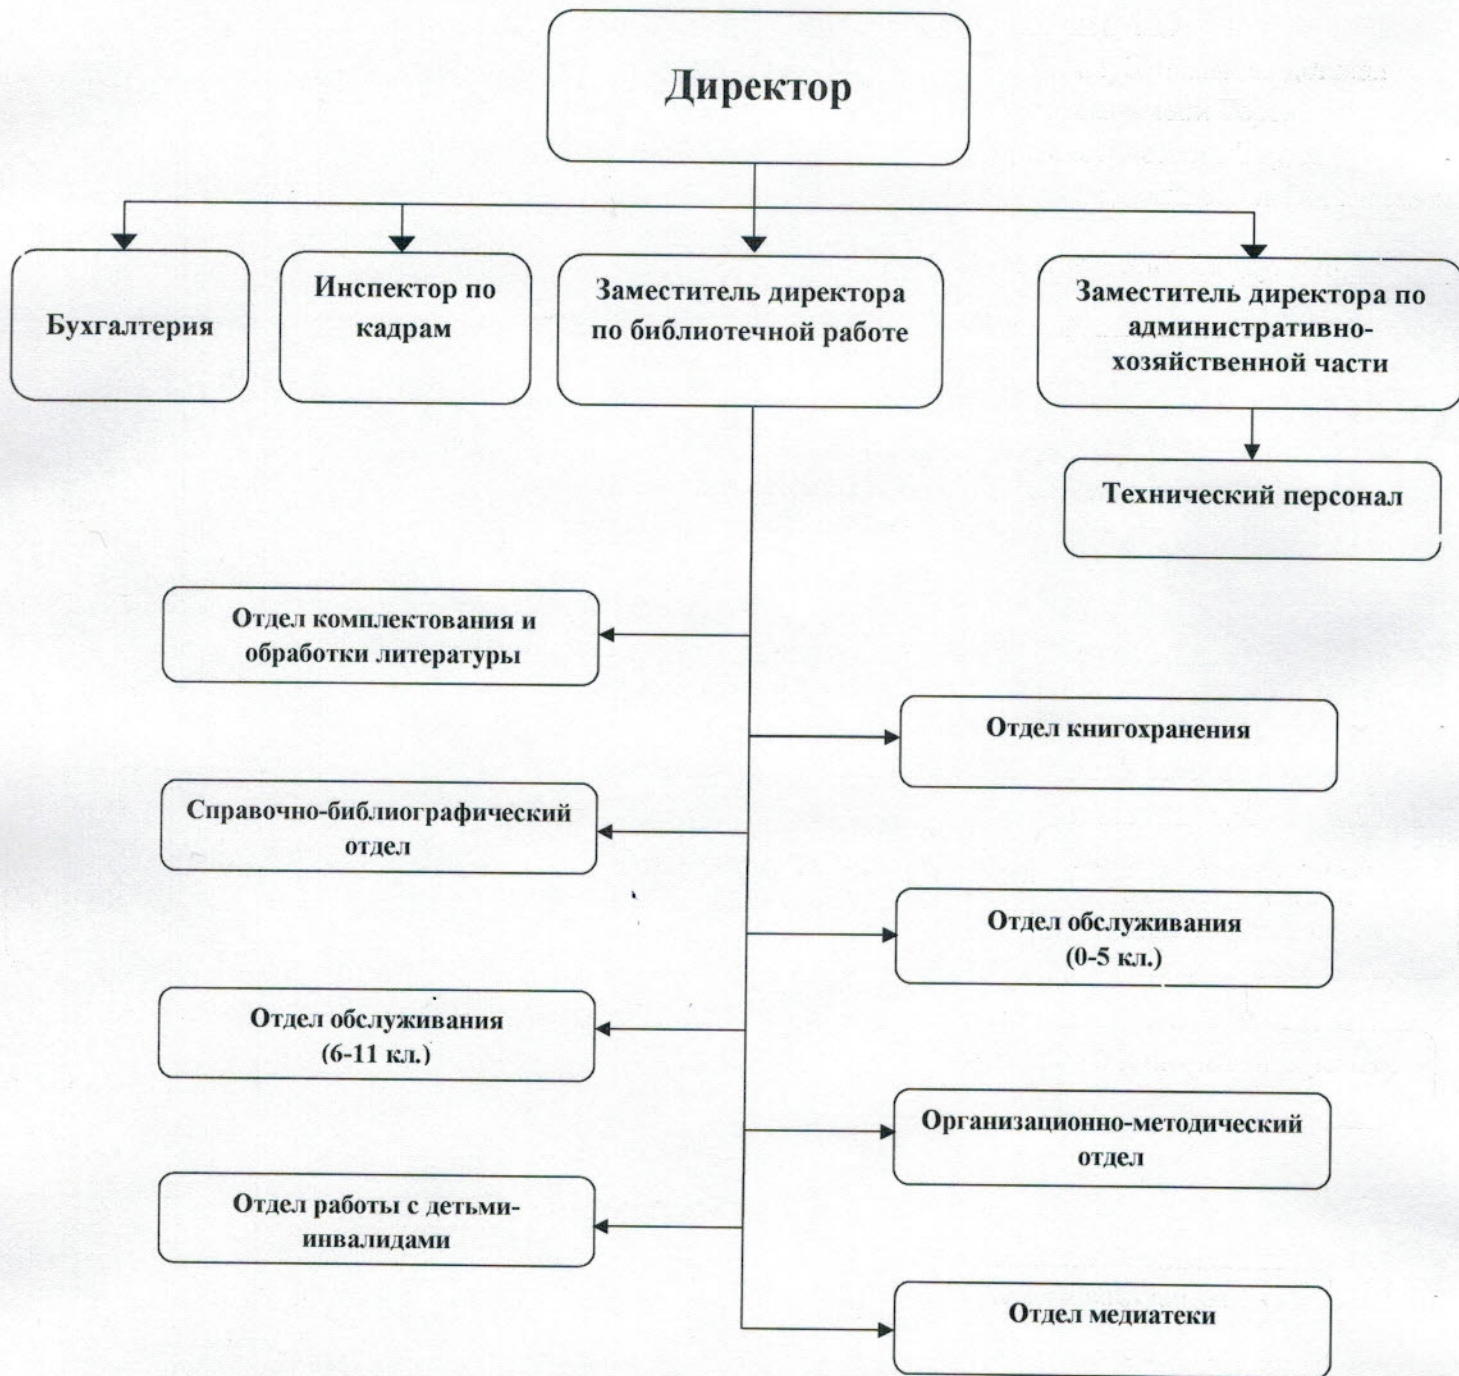 Директор
Бухгалтерия
Инспектор по
кадрам
Заместитель директора
по библиотечной работе
Заместитель директора по
административно-
хозяйственной части
Технический персонал
Отдел комплектования и
обработки литературы
Отдел книгохранения
Справочно-библиографический
отдел
Отдел обслуживания
(0-5 кл.)
Отдел обслуживания
(6-11 кл.)
Организационно-методический
отдел
Отдел работы с детьми-
инвалидами
Отдел медиатеки